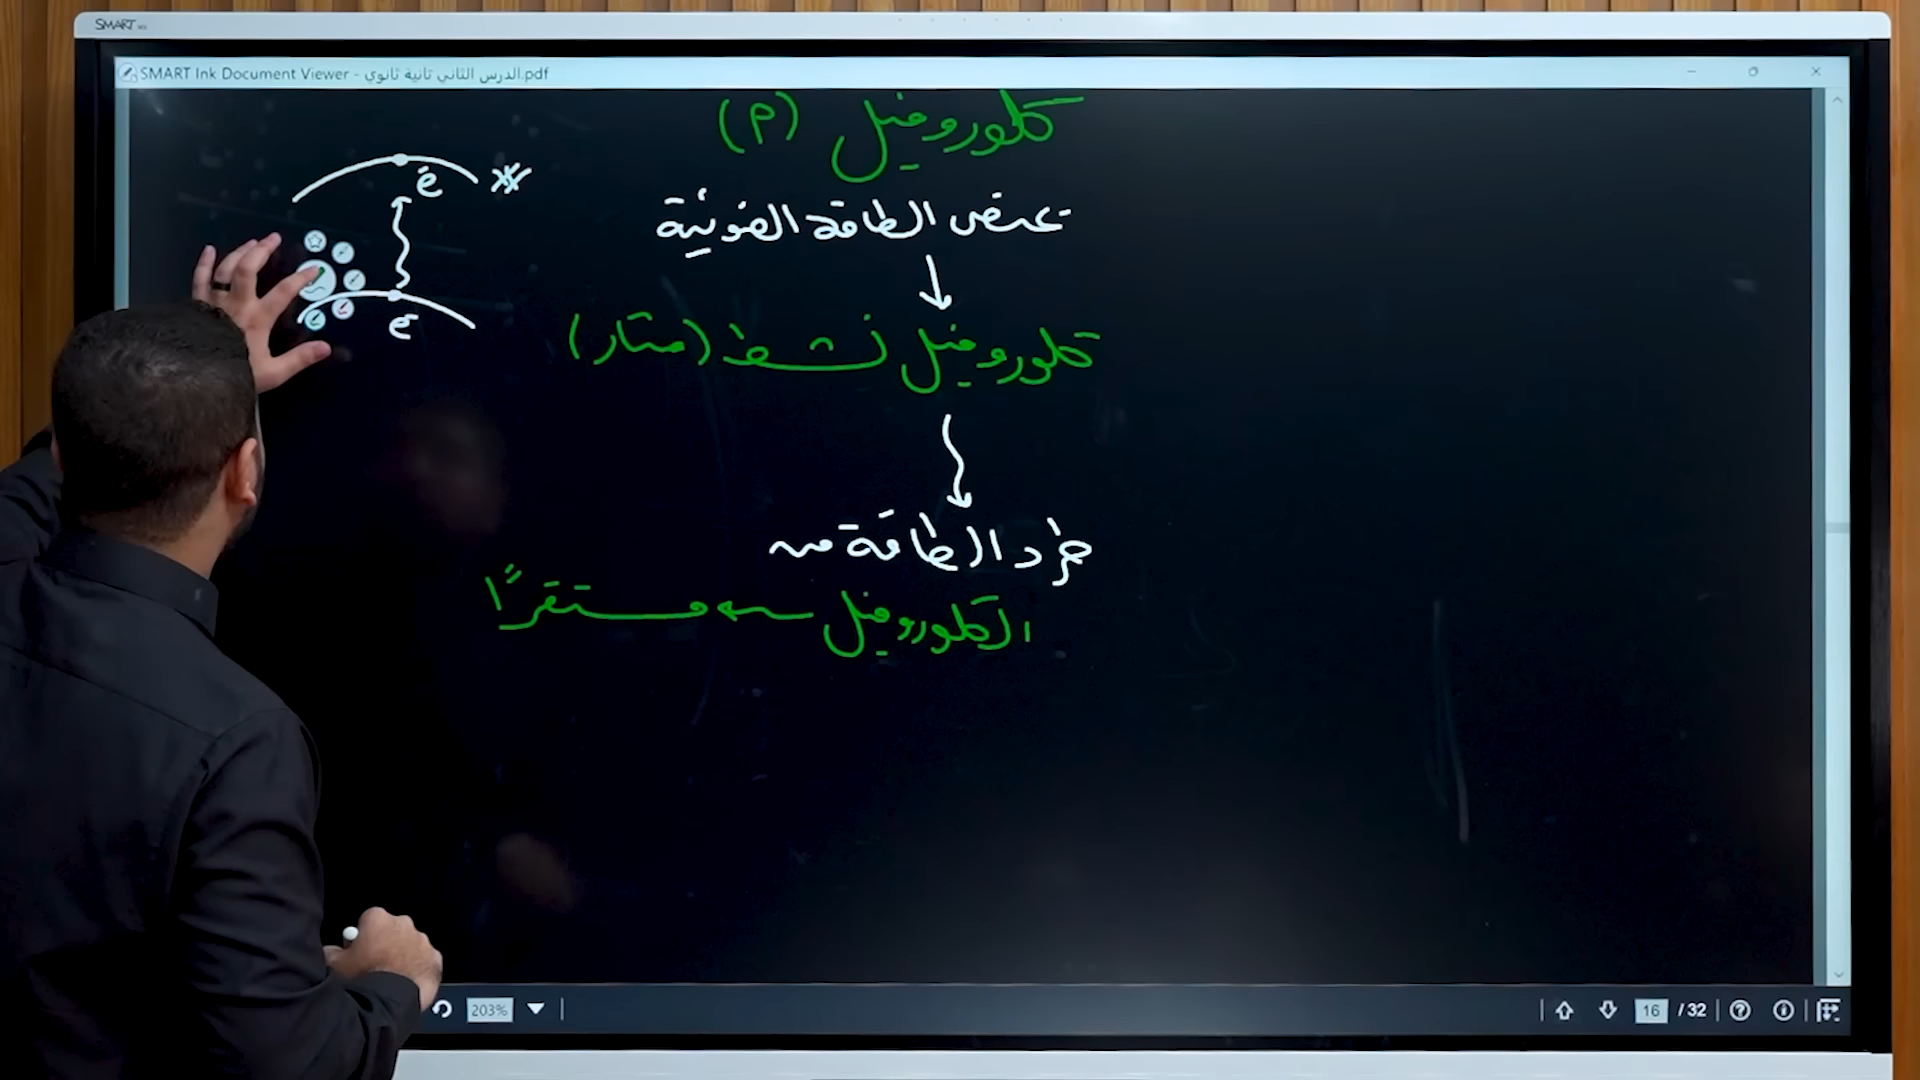 SMART
SMART Ink Document Viewer - الدرس الثاني ثانية ثانوي.pdf
كلوروفيل (م)
تمتص الطاقة الضوئية
كلوروفيل نشط (مثار)
é
é
الطاقة من
الكلوروفيل ← مستقرًا
203%
16 / 32